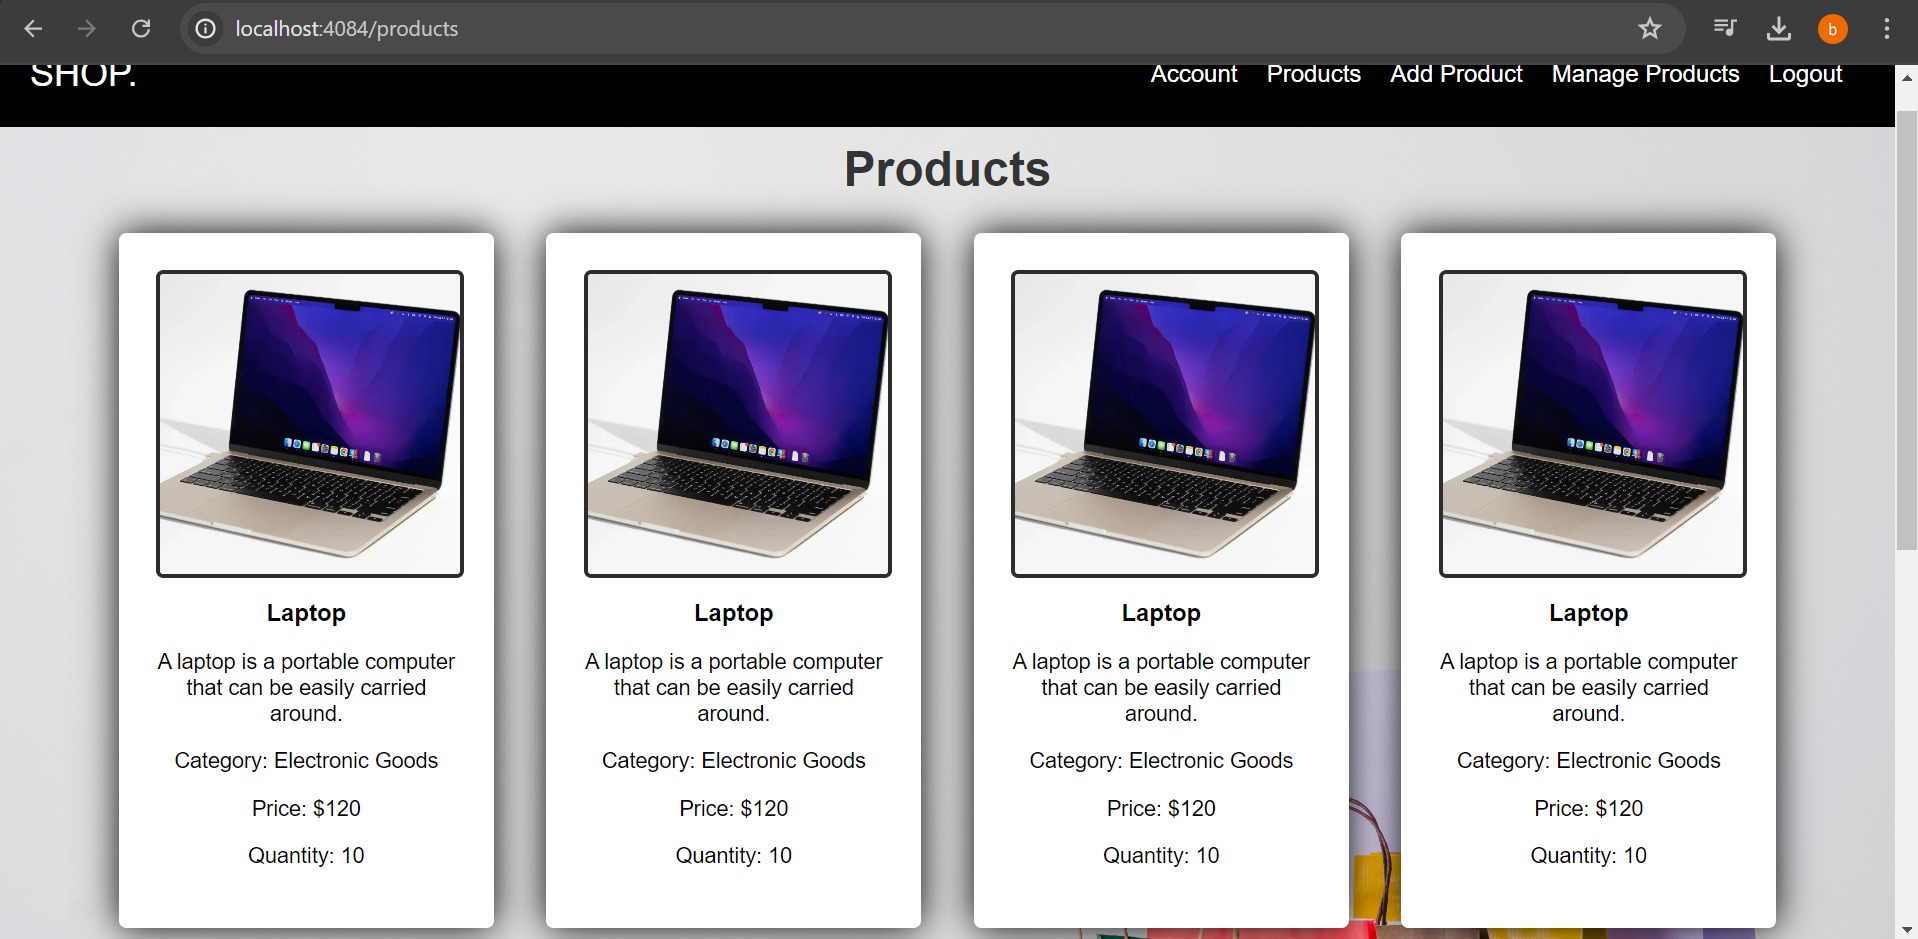 localhost:4084/products
b
SHOP.
Account Products Add Product Manage Products Logout
Products
Laptop
A laptop is a portable computer
that can be easily carried
around.
Category: Electronic Goods
Price: $120
Quantity: 10
Laptop
A laptop is a portable computer
that can be easily carried
around.
Category: Electronic Goods
Price: $120
Quantity: 10
Laptop
A laptop is a portable computer
that can be easily carried
around.
Category: Electronic Goods
Price: $120
Quantity: 10
Laptop
A laptop is a portable computer
that can be easily carried
around.
Category: Electronic Goods
Price: $120
Quantity: 10